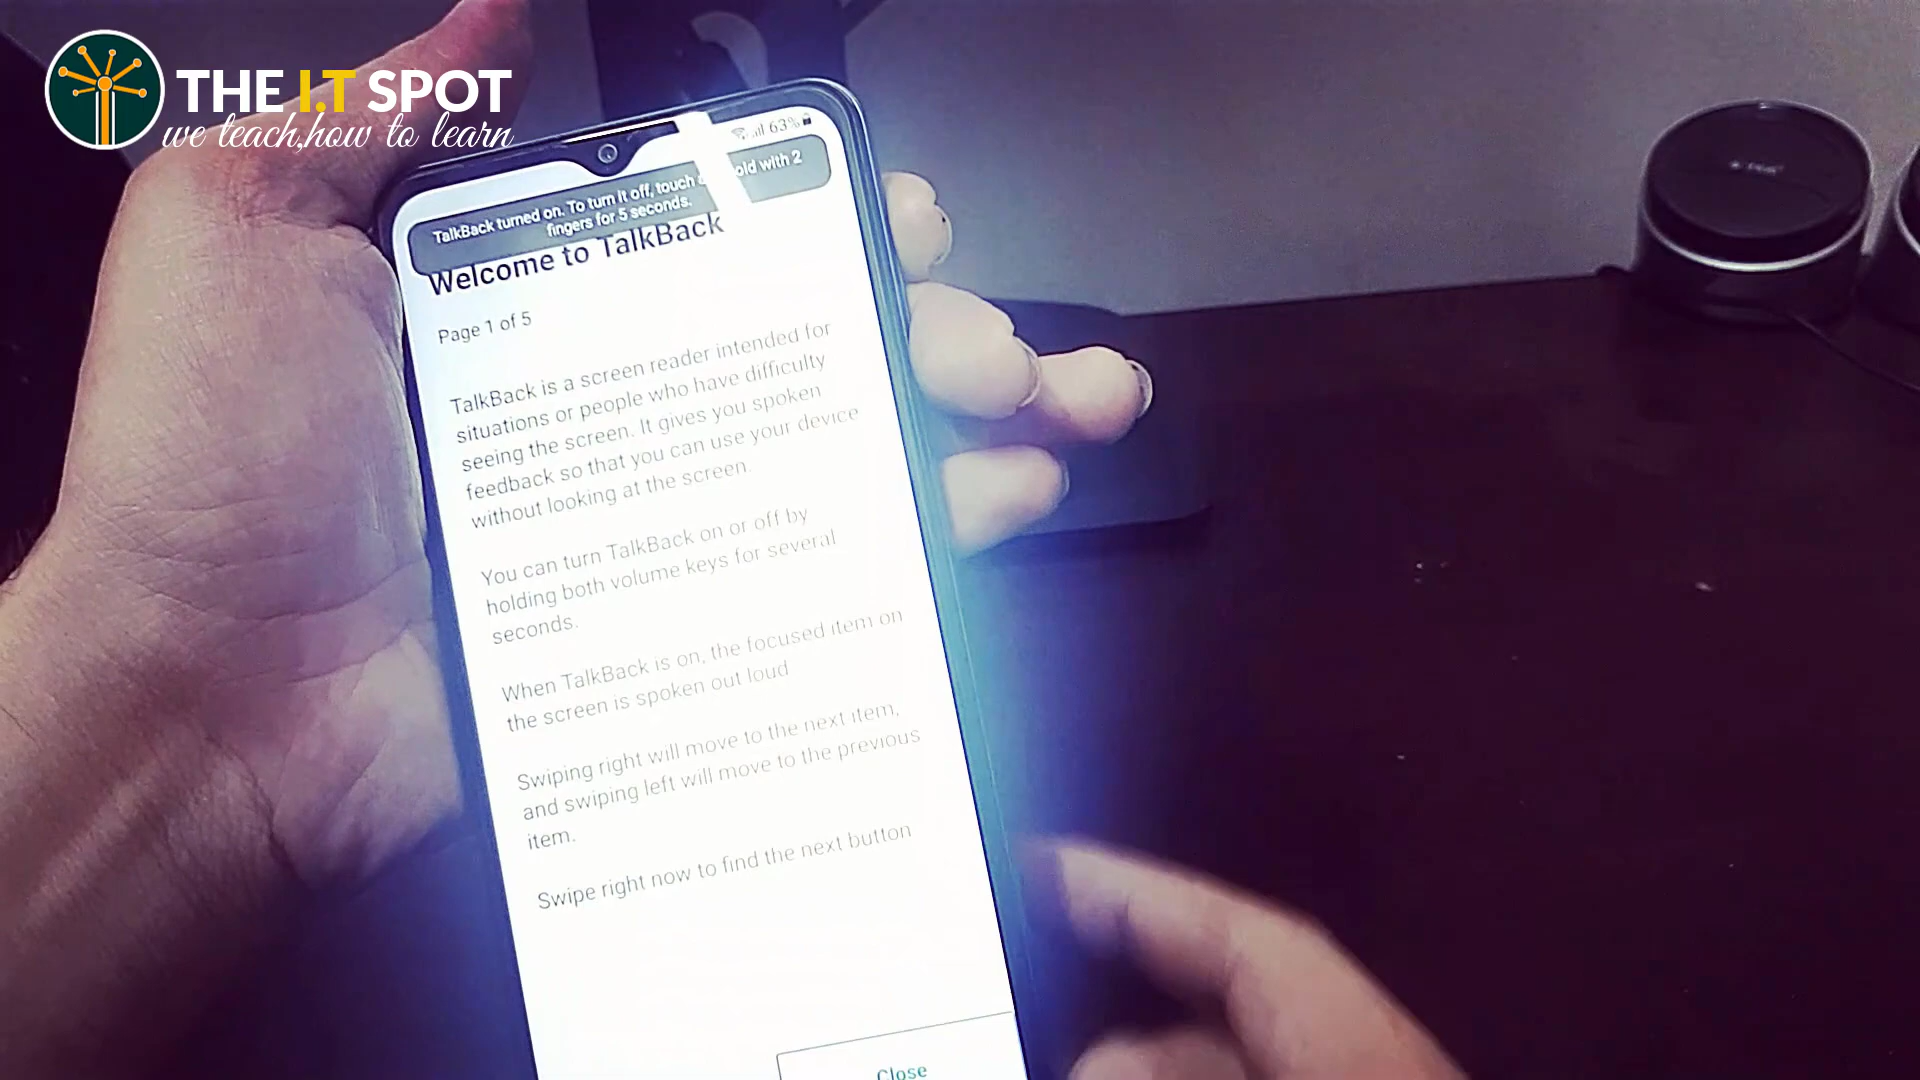 THE I.T SPOT
we teach,how to learn
63%
TalkBack turned on. To turn it off, touch old with 2
fingers for 5 seconds.
Welcome to TalkBack
Page 1 of 5
TalkBack is a screen reader intended for
situations or people who have difficulty
seeing the screen. It gives you spoken
feedback so that you can use your device
without looking at the screen.
You can turn TalkBack on or off by
holding both volume keys for several
seconds.
When TalkBack is on, the focused item on
the screen is spoken out loud
Swiping right will move to the next item,
and swiping left will move to the previous
item.
Swipe right now to find the next button
Close